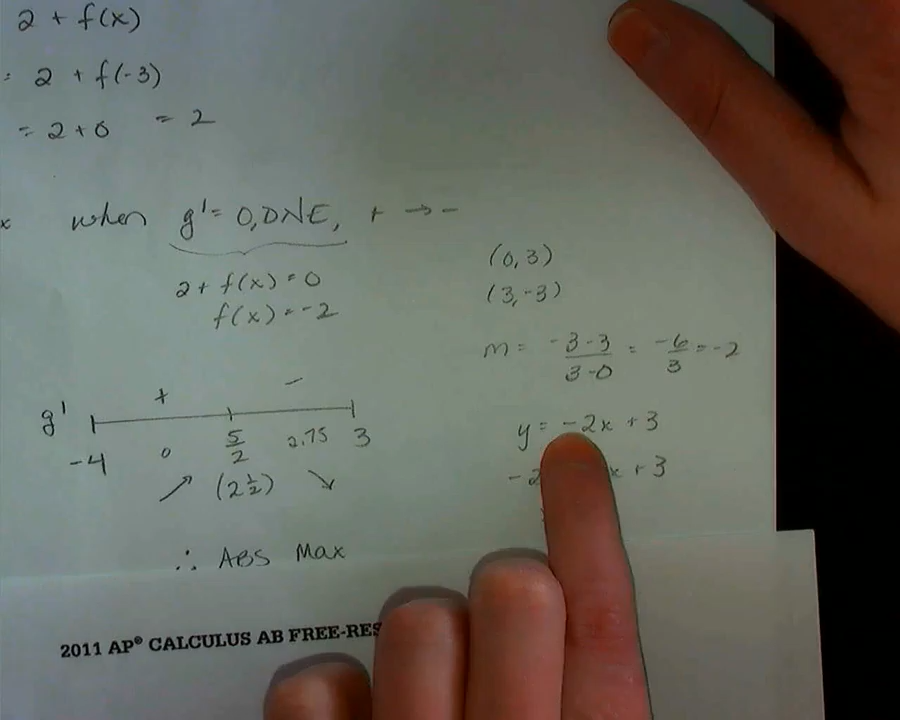 2 + f(x)
= 2 + f(-3)
= 2+0 = 2
x when g'= 0, DNE, + → -
2 + f(x) = 0
f(x) = -2
(0,3)
(3,-3)
m = -3-3/3-0 = -6/3 = -2
y = -2x + 3
-2 x + 3
+ -
g'
-4 0 5/2 2.75 3
↗ (2 1/2) ↘
∴ ABS Max
2011 AP® CALCULUS AB FREE-RES